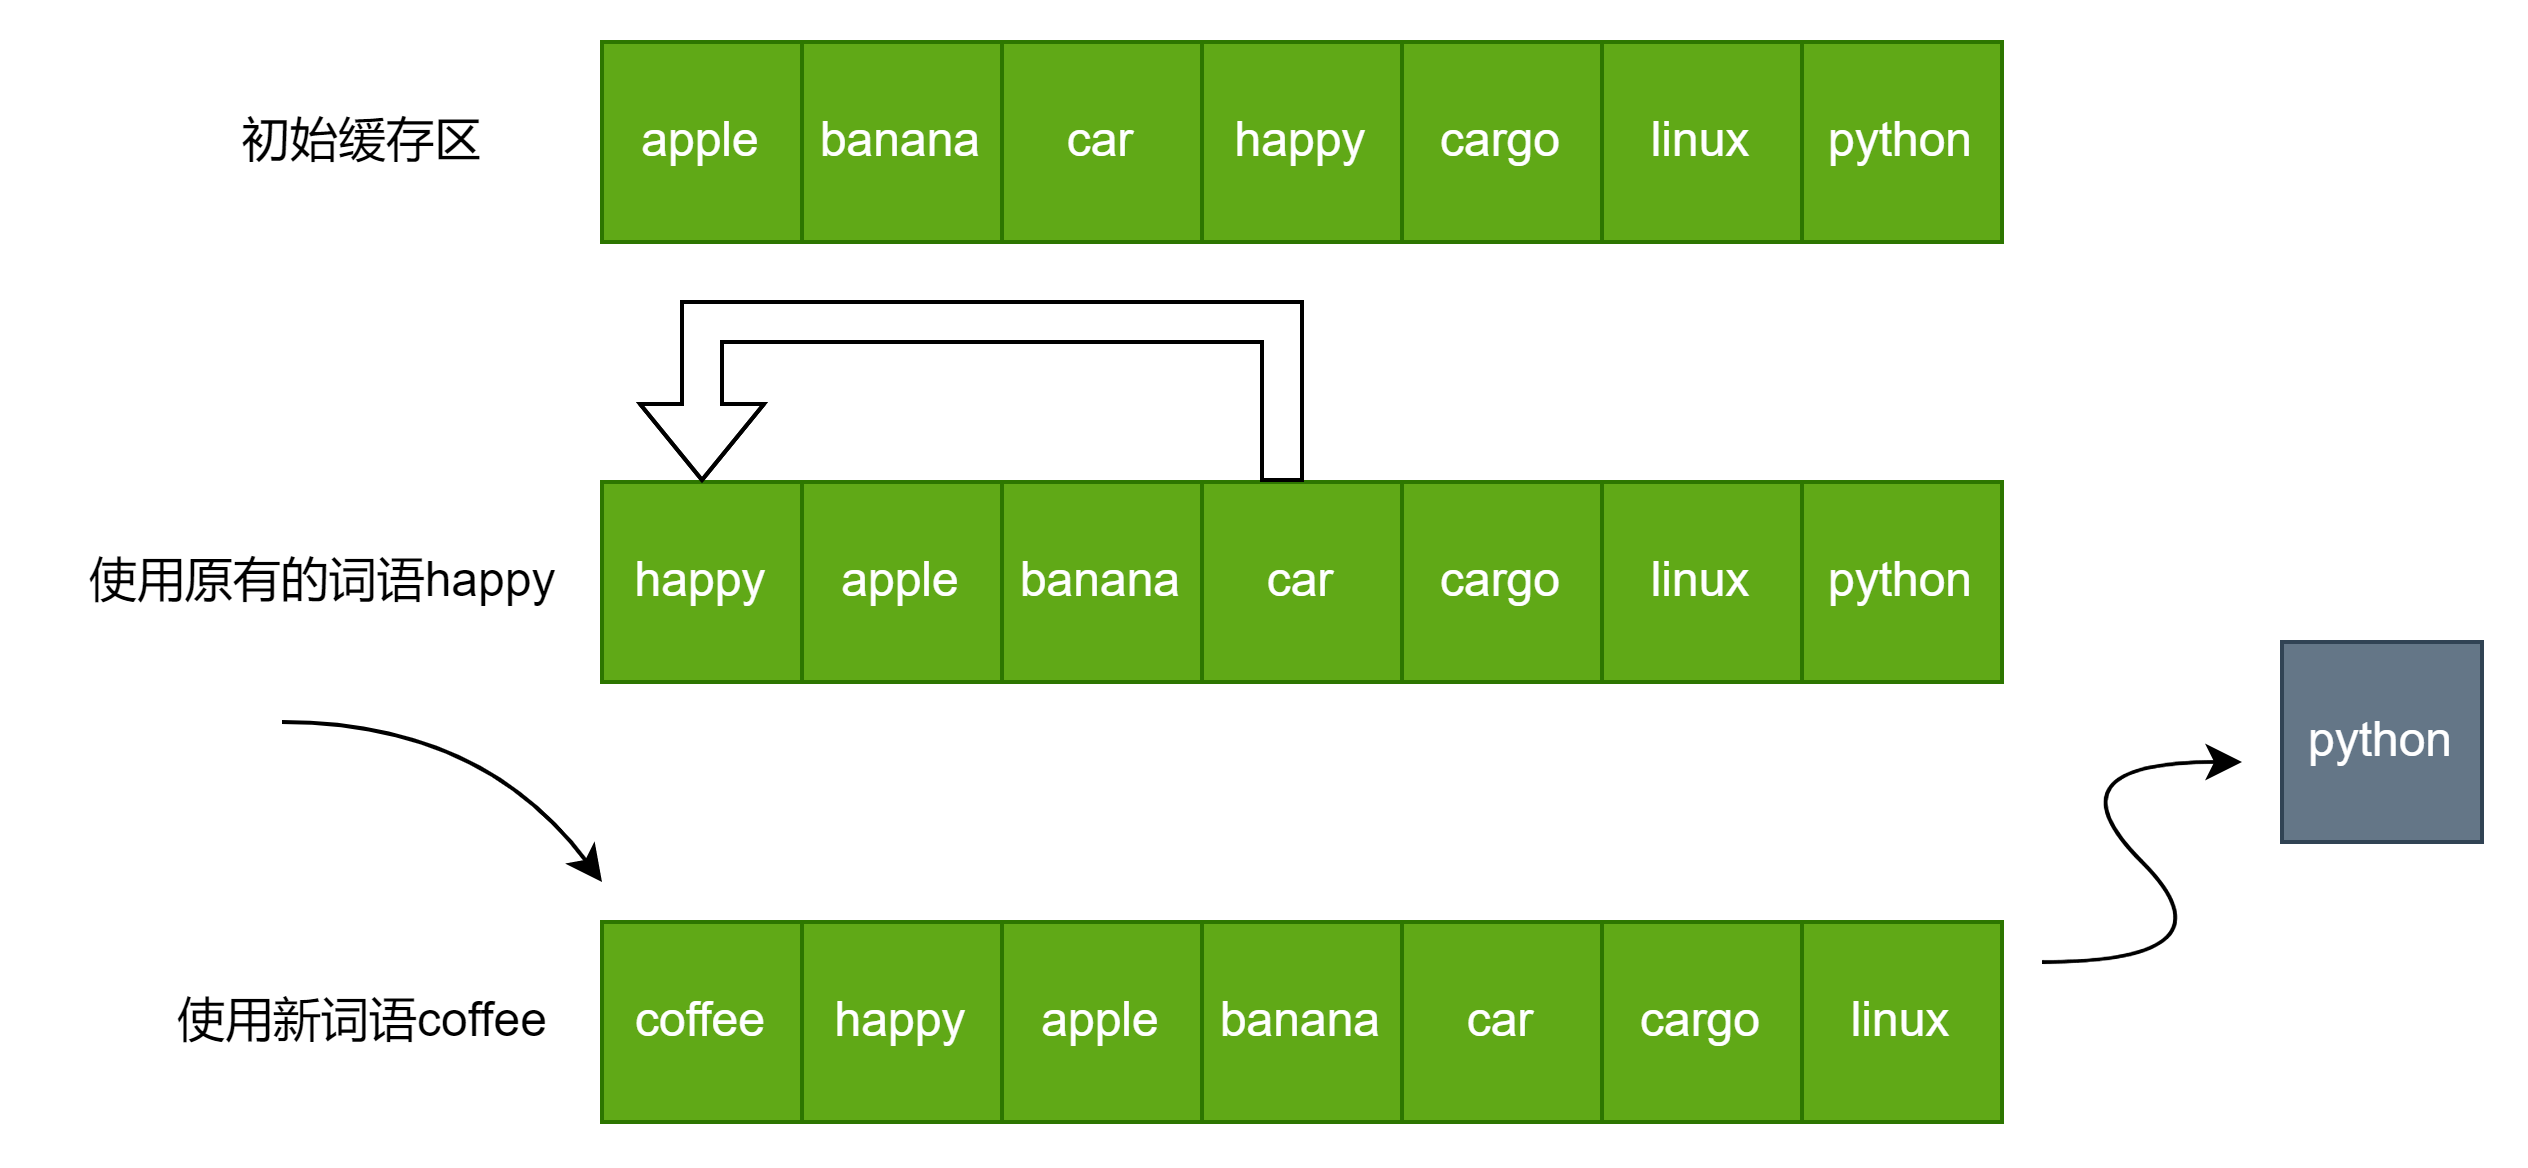 初始缓存区 apple banana car happy cargo linux python
使用原有的词语happy happy apple banana car cargo linux python
python
使用新词语coffee coffee happy apple banana car cargo linux